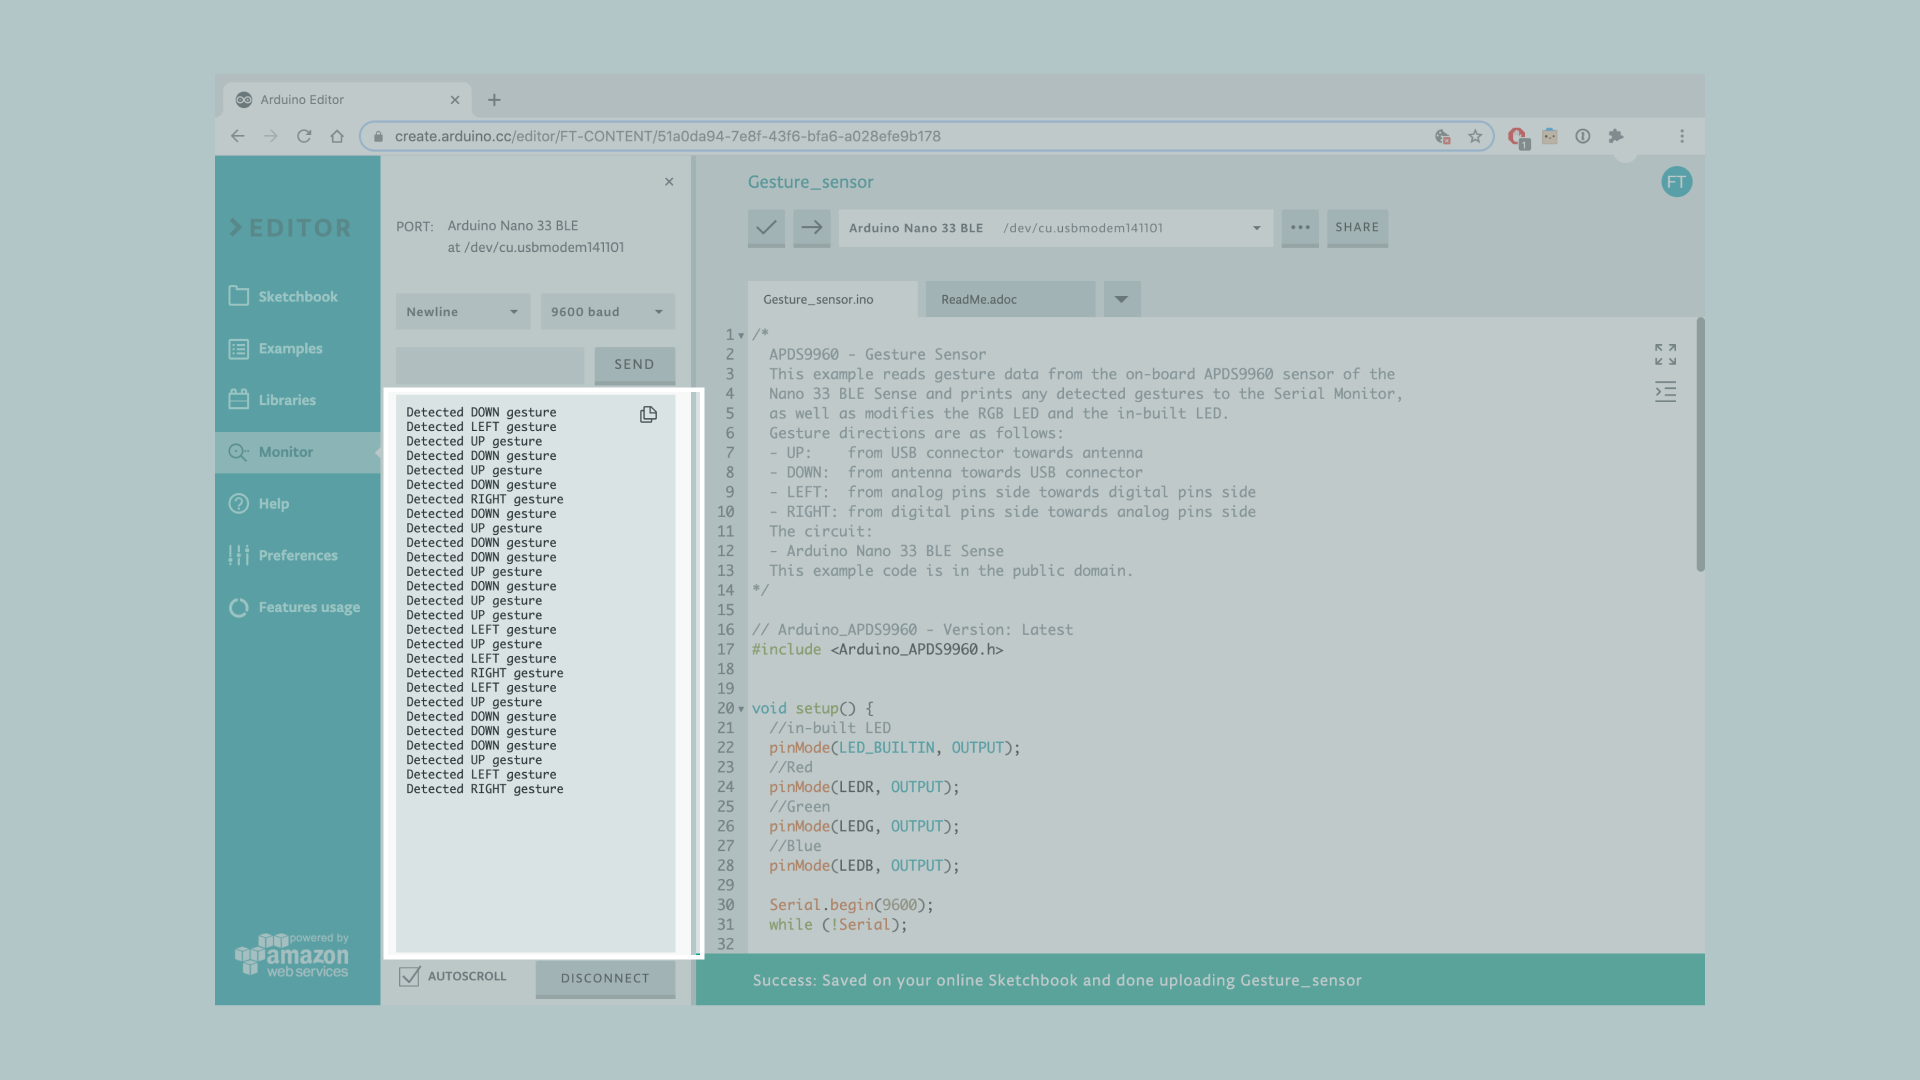 Arduino Editor
create.arduino.cc/editor/FT-CONTENT/51a0da94-7e8f-43f6-bfa6-a028efe9b178
1
EDITOR
Sketchbook
Examples
Libraries
Monitor
Help
Preferences
Features usage
powered by
amazon
web services
PORT: Arduino Nano 33 BLE
at /dev/cu.usbmodem141101
Newline 9600 baud
SEND
Detected DOWN gesture
Detected LEFT gesture
Detected UP gesture
Detected DOWN gesture
Detected UP gesture
Detected DOWN gesture
Detected RIGHT gesture
Detected DOWN gesture
Detected UP gesture
Detected DOWN gesture
Detected DOWN gesture
Detected UP gesture
Detected DOWN gesture
Detected UP gesture
Detected UP gesture
Detected LEFT gesture
Detected UP gesture
Detected LEFT gesture
Detected RIGHT gesture
Detected LEFT gesture
Detected UP gesture
Detected DOWN gesture
Detected DOWN gesture
Detected DOWN gesture
Detected UP gesture
Detected LEFT gesture
Detected RIGHT gesture
AUTOSCROLL DISCONNECT
Gesture_sensor
FT
Arduino Nano 33 BLE /dev/cu.usbmodem141101 SHARE
Gesture_sensor.ino ReadMe.adoc
1 /*
2 APDS9960 - Gesture Sensor
3 This example reads gesture data from the on-board APDS9960 sensor of the
4 Nano 33 BLE Sense and prints any detected gestures to the Serial Monitor,
5 as well as modifies the RGB LED and the in-built LED.
6 Gesture directions are as follows:
7 - UP: from USB connector towards antenna
8 - DOWN: from antenna towards USB connector
9 - LEFT: from analog pins side towards digital pins side
10 - RIGHT: from digital pins side towards analog pins side
11 The circuit:
12 - Arduino Nano 33 BLE Sense
13 This example code is in the public domain.
14 */
15
16 // Arduino_APDS9960 - Version: Latest
17 #include <Arduino_APDS9960.h>
18
19
20 void setup() {
21 //in-built LED
22 pinMode(LED_BUILTIN, OUTPUT);
23 //Red
24 pinMode(LEDR, OUTPUT);
25 //Green
26 pinMode(LEDG, OUTPUT);
27 //Blue
28 pinMode(LEDB, OUTPUT);
29
30 Serial.begin(9600);
31 while (!Serial);
32
Success: Saved on your online Sketchbook and done uploading Gesture_sensor